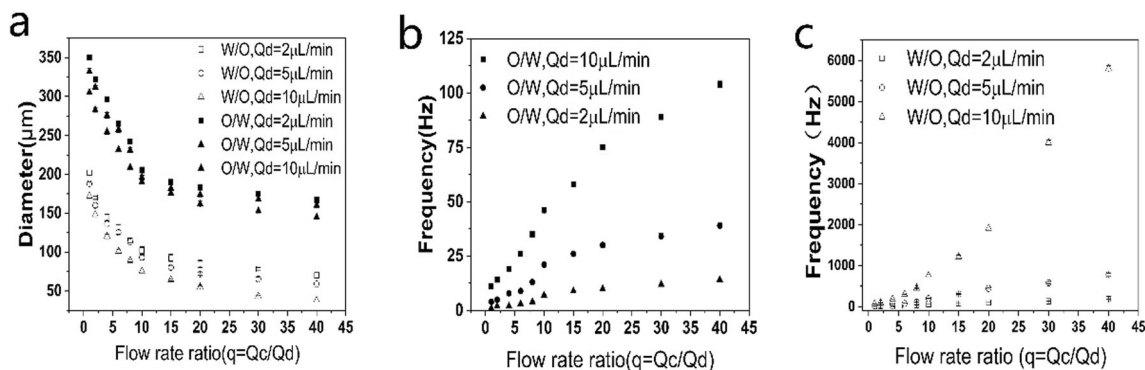 a
Diameter(μm)
350
300
250
200
150
100
50
W/O,Qd=2μL/min
W/O,Qd=5μL/min
W/O,Qd=10μL/min
O/W,Qd=2μL/min
O/W,Qd=5μL/min
O/W,Qd=10μL/min
0 5 10 15 20 25 30 35 40 45
Flow rate ratio(q=Qc/Qd)
b
Frequency(Hz)
125
100
75
50
25
0
O/W,Qd=10μL/min
O/W,Qd=5μL/min
O/W,Qd=2μL/min
0 5 10 15 20 25 30 35 40 45
Flow rate ratio(q=Qc/Qd)
c
Frequency (Hz)
6000
5000
4000
3000
2000
1000
0
W/O,Qd=2μL/min
W/O,Qd=5μL/min
W/O,Qd=10μL/min
0 5 10 15 20 25 30 35 40 45
Flow rate ratio (q=Qc/Qd)